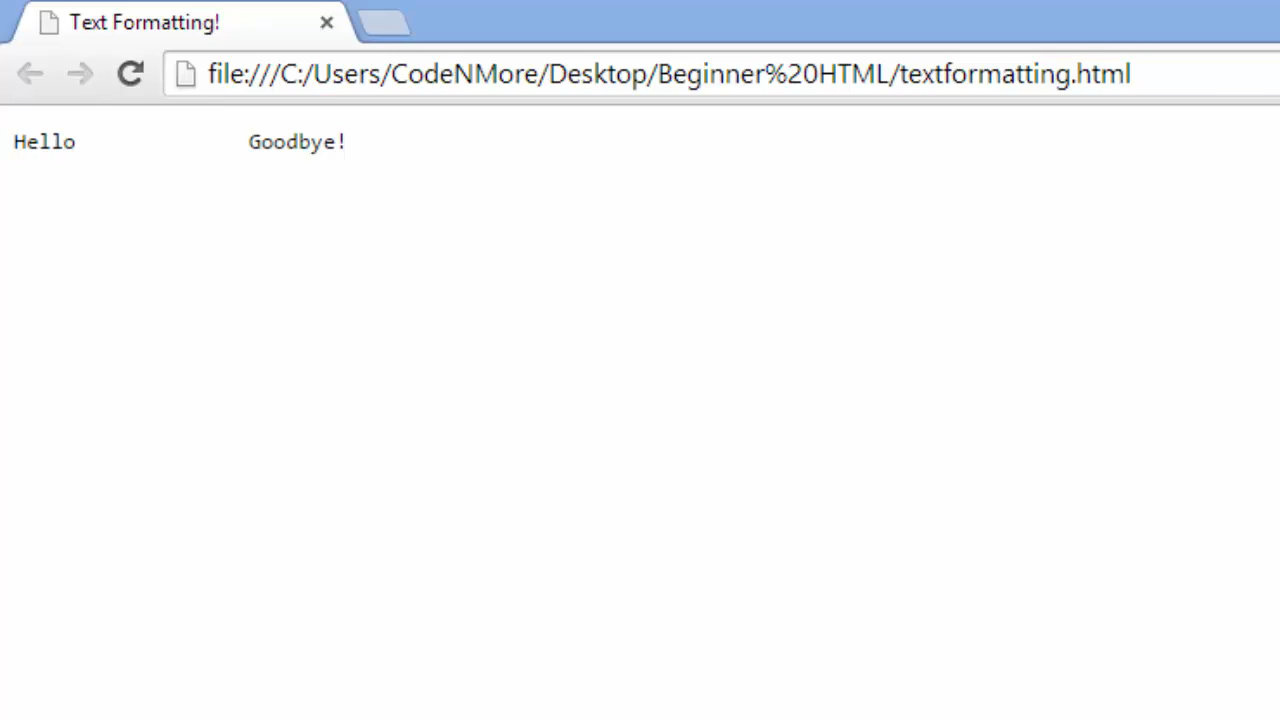 Text Formatting!
file:///C:/Users/CodeNMore/Desktop/Beginner%20HTML/textformatting.html
Hello               Goodbye!